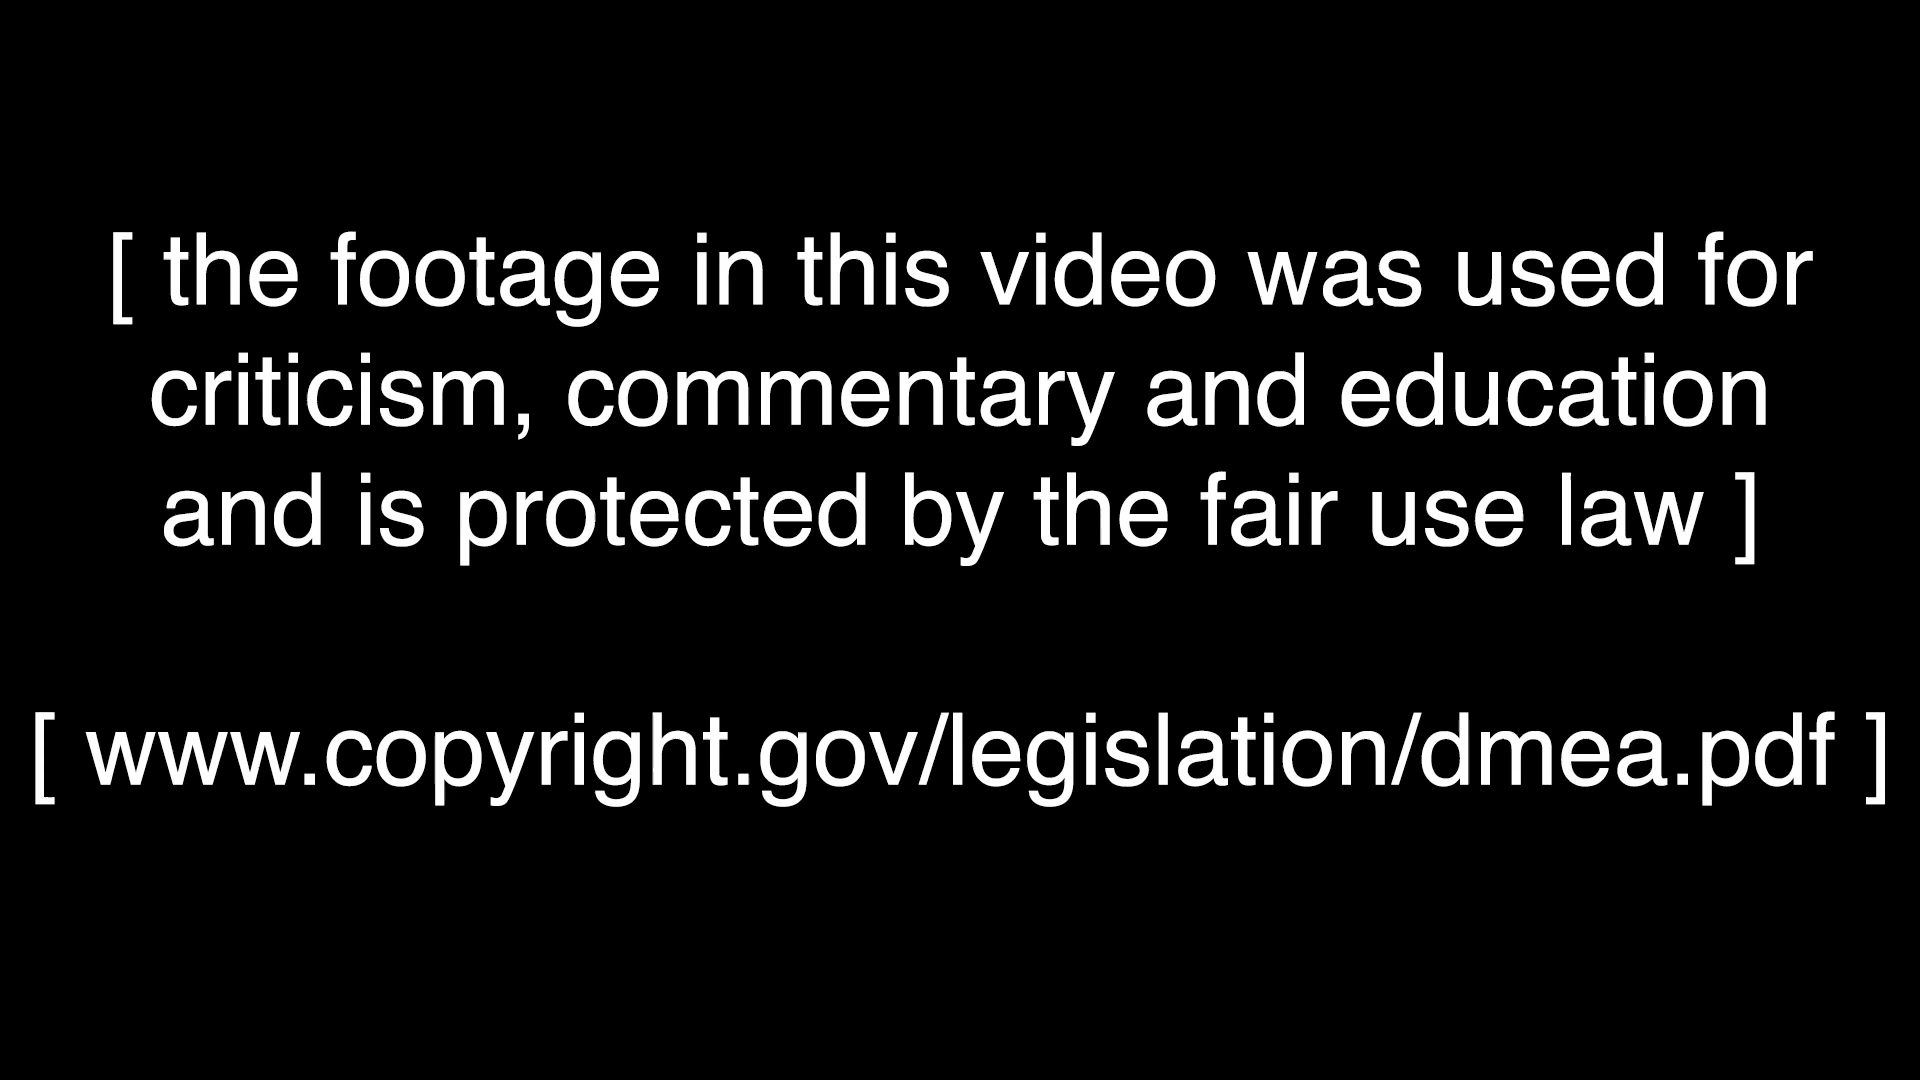 [ the footage in this video was used for
criticism, commentary and education
and is protected by the fair use law ]
[ www.copyright.gov/legislation/dmea.pdf ]